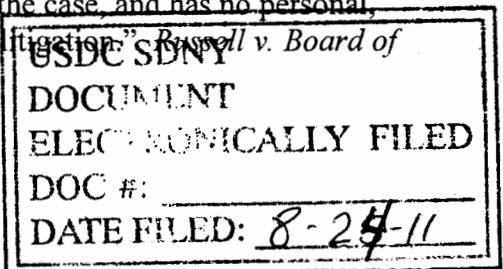 the case, and has no personal,
litigation." Russell v. Board of
USDC SDNY
DOCUMENT
ELECTRONICALLY FILED
DOC #:
DATE FILED: 8-24-11